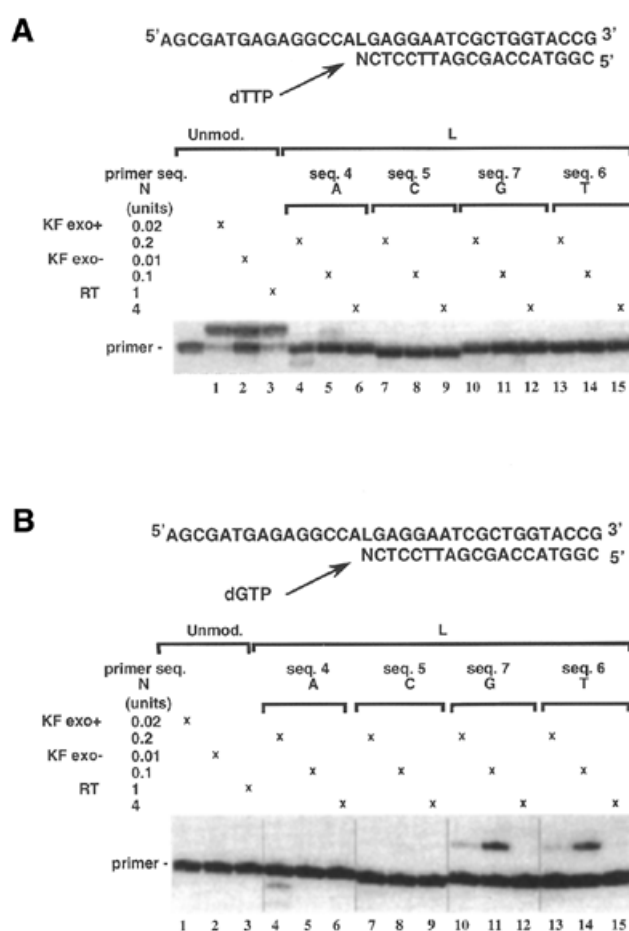 A
5'AGCGATGAGAGGCCALGAGGAATCGCTGGTACCG 3'
NCTCCTTAGCGACCATGGC 5'
dTTP
Unmod. L
primer seq. seq. 4 seq. 5 seq. 7 seq. 6
N A C G T
(units)
KF exo+ 0.02 x
0.2 x x x x
KF exo- 0.01 x
0.1 x x x x
RT 1 x
4 x x x x
primer -
1 2 3 4 5 6 7 8 9 10 11 12 13 14 15
B
5'AGCGATGAGAGGCCALGAGGAATCGCTGGTACCG 3'
NCTCCTTAGCGACCATGGC 5'
dGTP
Unmod. L
primer seq. seq. 4 seq. 5 seq. 7 seq. 6
N A C G T
(units)
KF exo+ 0.02 x
0.2 x x x x
KF exo- 0.01 x
0.1 x x x x
RT 1 x
4 x x x x
primer -
1 2 3 4 5 6 7 8 9 10 11 12 13 14 15